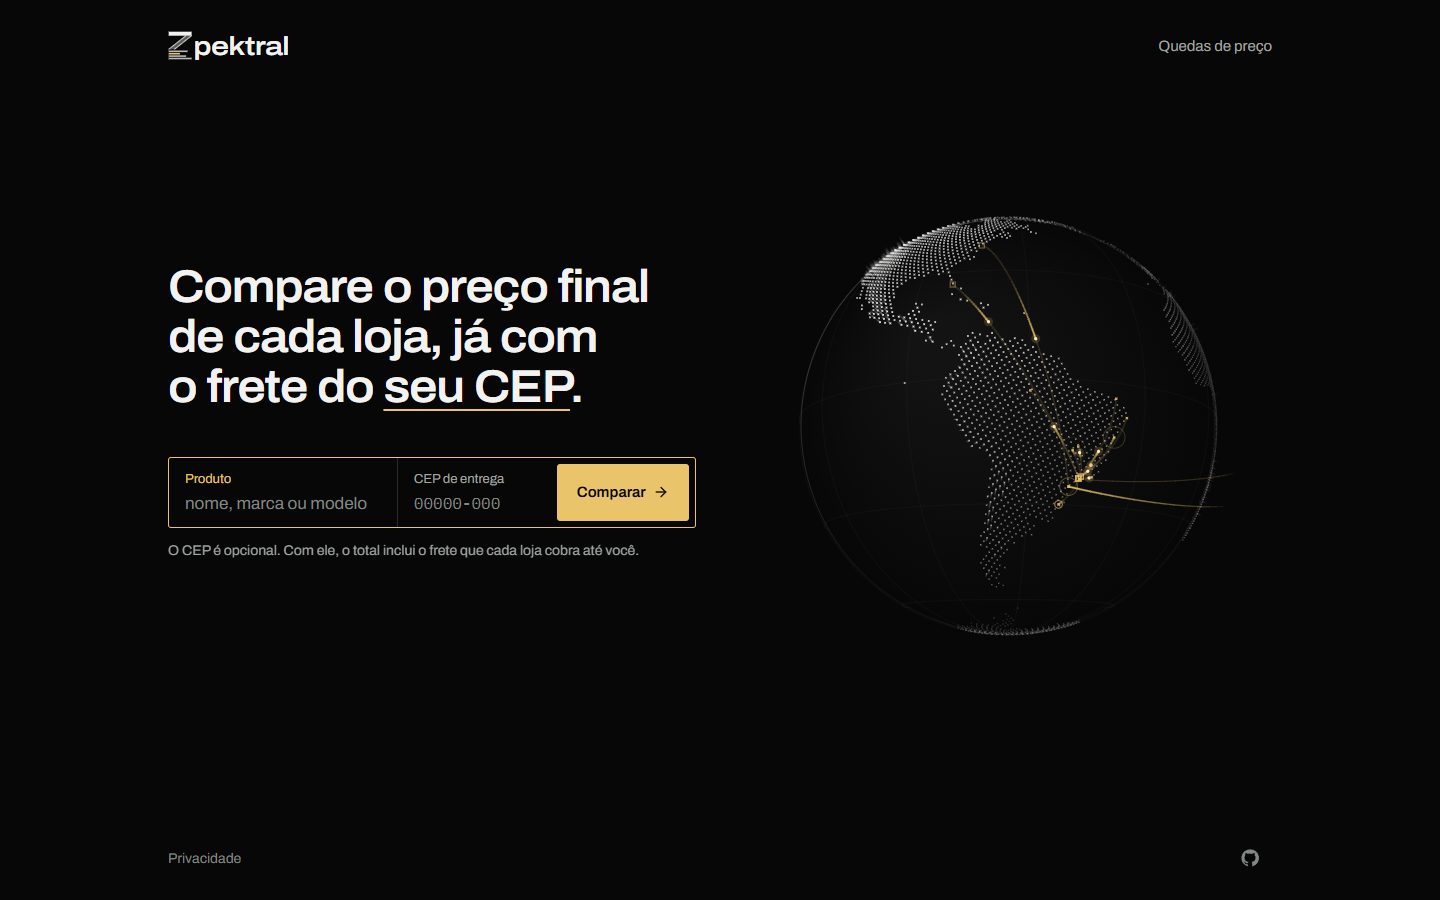 Zpektral
Quedas de preço
Compare o preço final
de cada loja, já com
o frete do seu CEP.
Produto
nome, marca ou modelo
CEP de entrega
00000-000
Comparar →
O CEP é opcional. Com ele, o total inclui o frete que cada loja cobra até você.
Privacidade